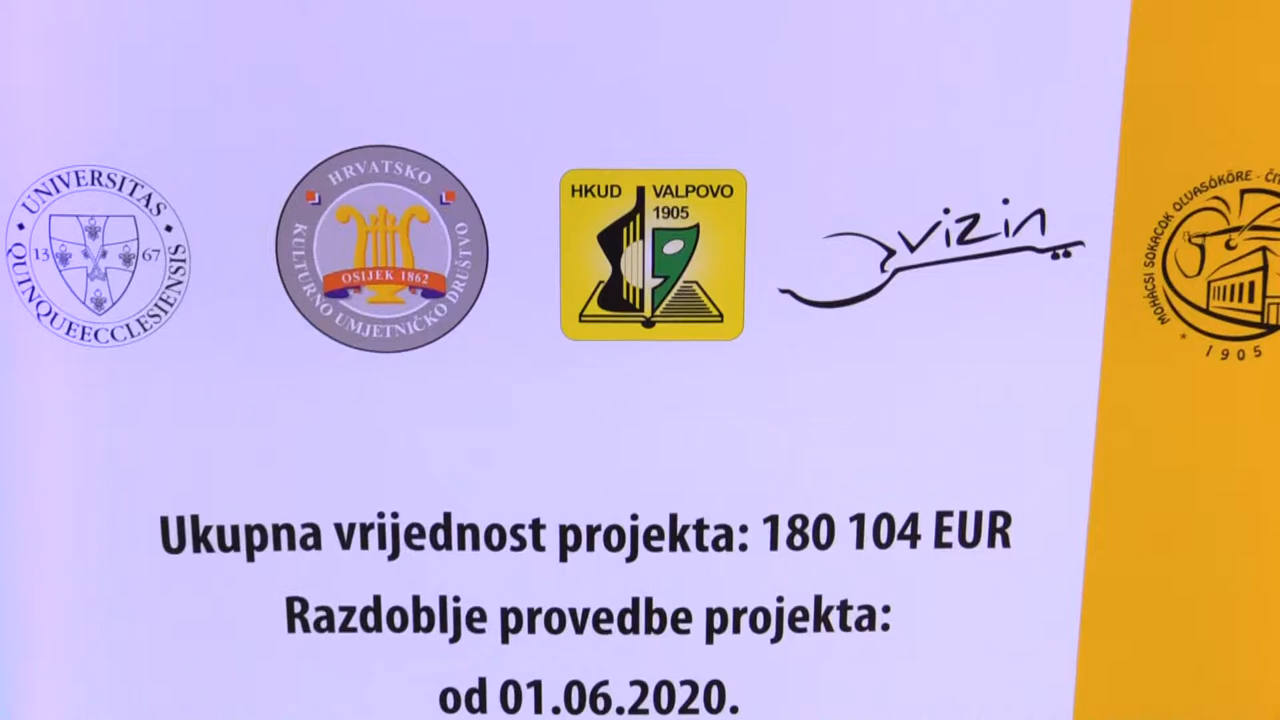 UNIVERSITAS
QUINQUEECCLESIENSIS
13 67
HRVATSKO
KULTURNO UMJETNIČKO DRUŠTVO
OSIJEK 1862
HKUD VALPOVO
1905
vizin
MOHÁCSI SOKACOK OLVASÓKÖRE -
* 1905
Ukupna vrijednost projekta: 180 104 EUR
Razdoblje provedbe projekta:
od 01.06.2020.